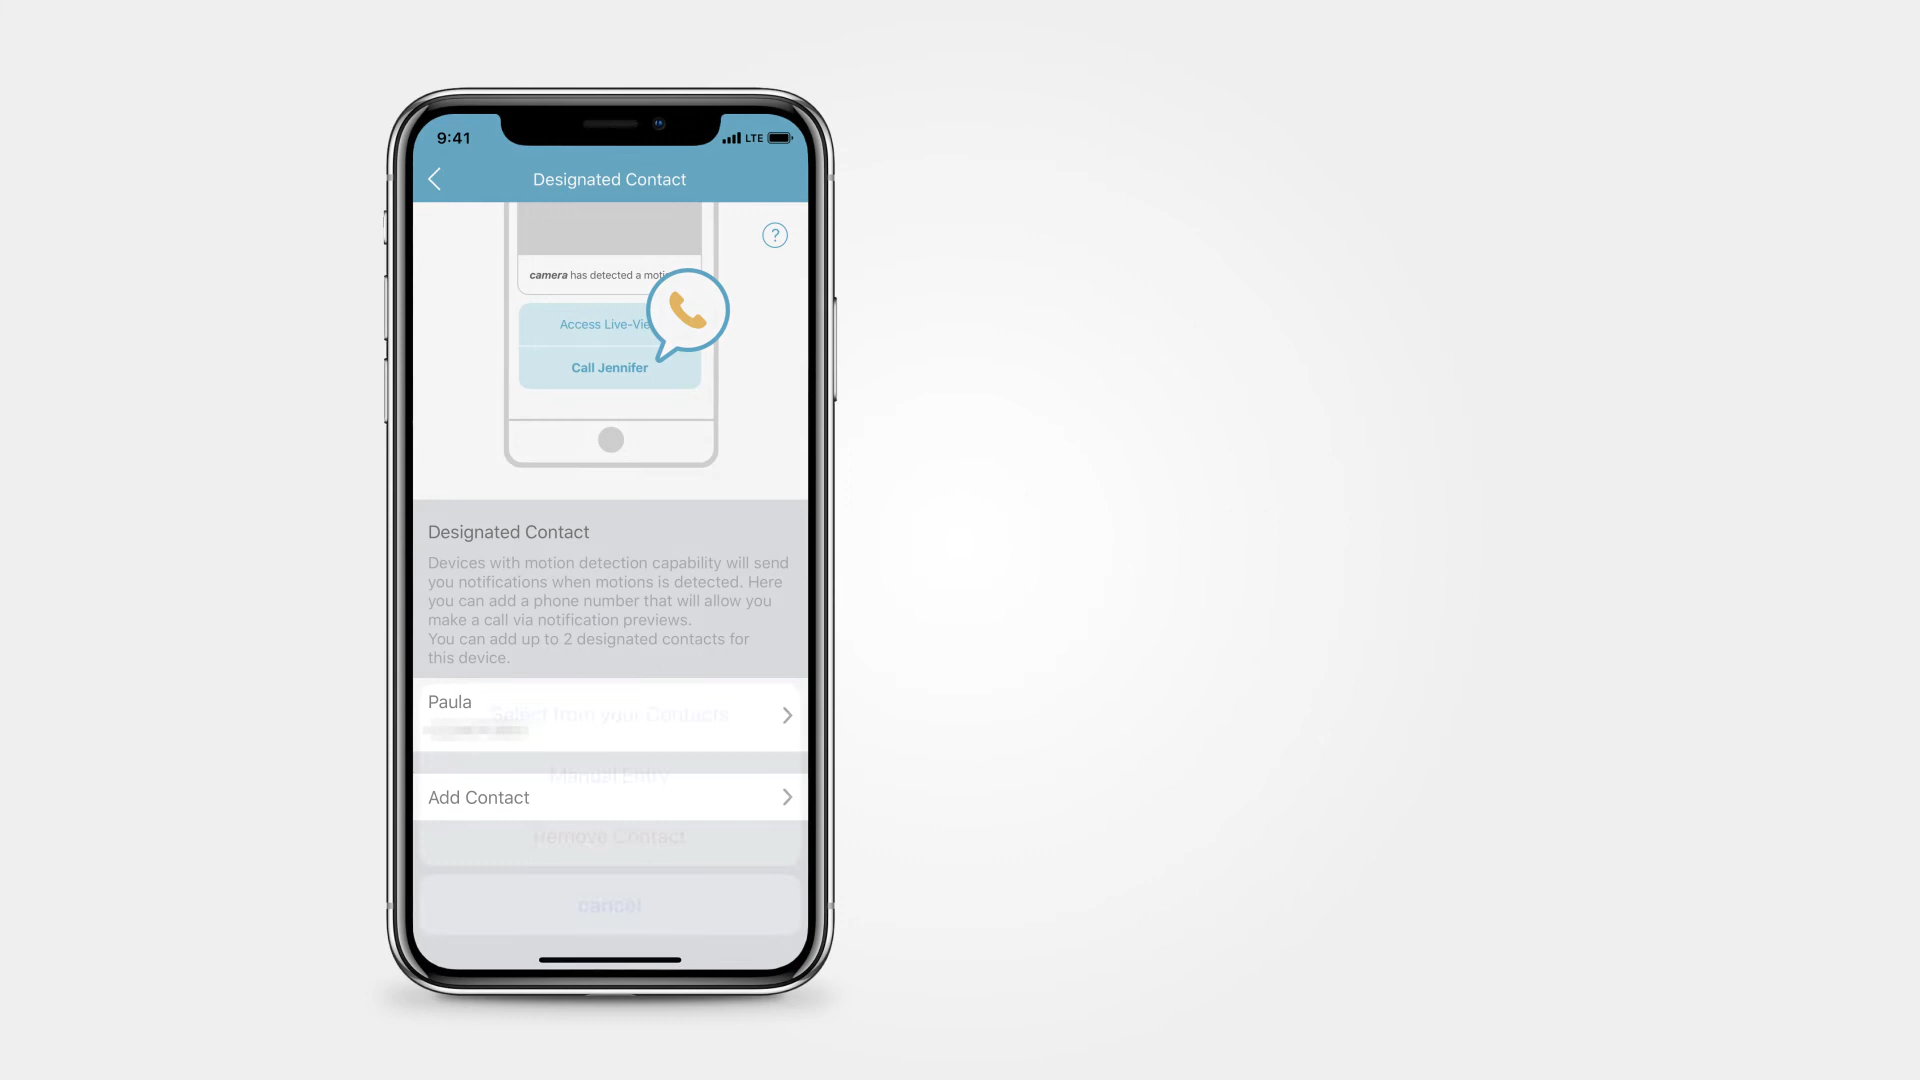 9:41
LTE
Designated Contact
?
camera has detected a moti
Access Live-Vie
Call Jennifer
Designated Contact
Devices with motion detection capability will send
you notifications when motions is detected. Here
you can add a phone number that will allow you
make a call via notification previews.
You can add up to 2 designated contacts for
this device.
Paula
Select from your Contacts
Manual Entry
Add Contact
Remove Contact
cancel